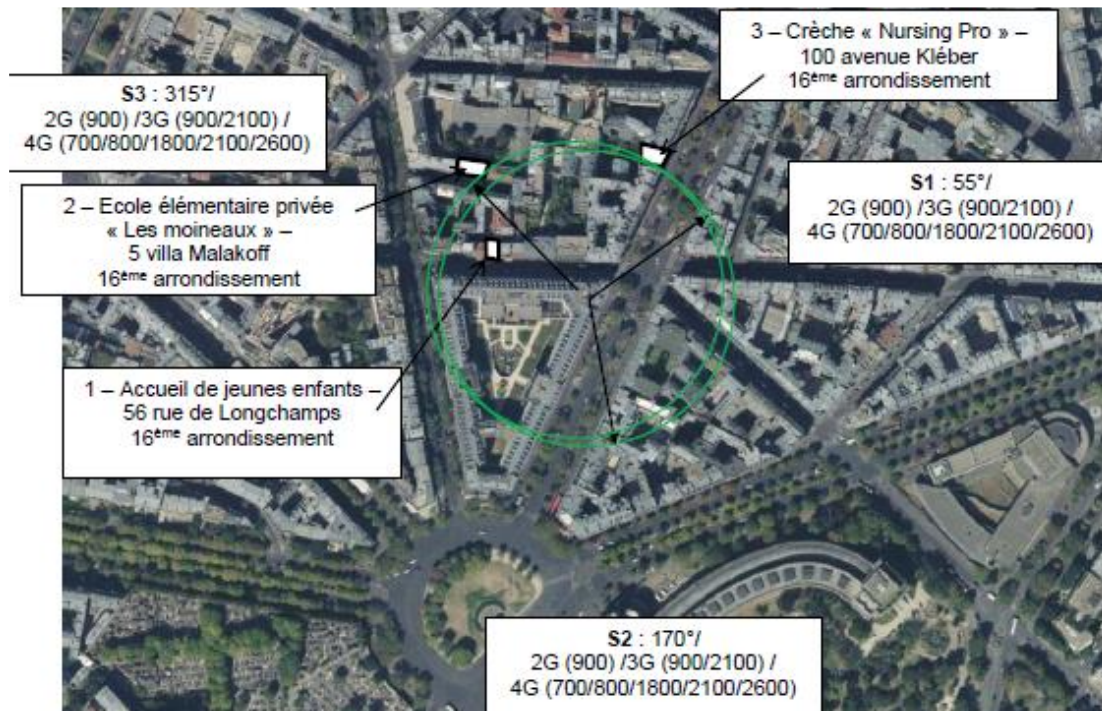 3 – Crèche « Nursing Pro » –
100 avenue Kléber
16ème arrondissement
S3 : 315°/
2G (900) /3G (900/2100) /
4G (700/800/1800/2100/2600)
S1 : 55°/
2G (900) /3G (900/2100) /
4G (700/800/1800/2100/2600)
2 – Ecole élémentaire privée
« Les moineaux » –
5 villa Malakoff
16ème arrondissement
1 – Accueil de jeunes enfants –
56 rue de Longchamps
16ème arrondissement
S2 : 170°/
2G (900) /3G (900/2100) /
4G (700/800/1800/2100/2600)